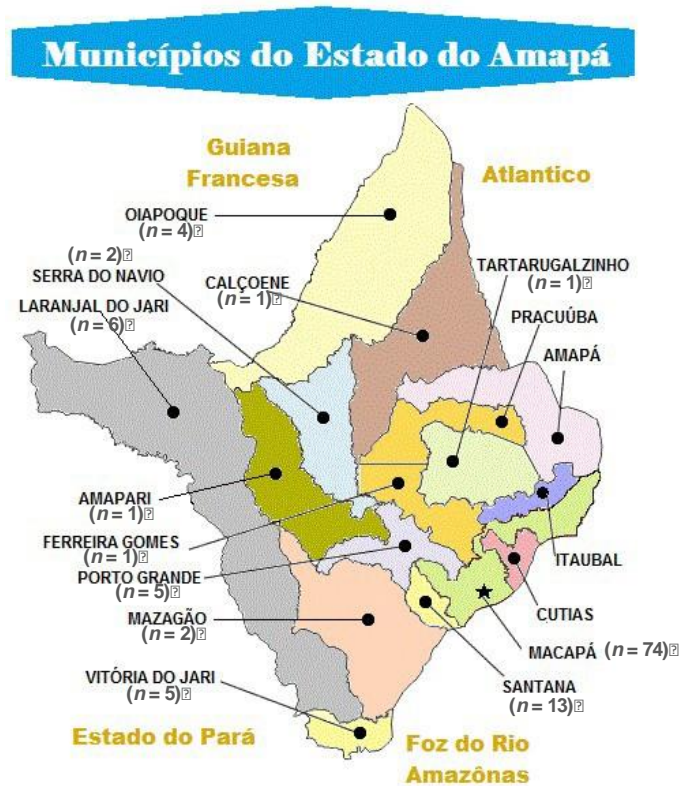 Municípios do Estado do Amapá
Guiana
Francesa
Atlantico
OIAPOQUE
(n = 4)
(n = 2)
SERRA DO NAVIO
CALÇOENE
(n = 1)
TARTARUGALZINHO
(n = 1)
LARANJAL DO JARI
(n = 6)
PRACUÚBA
AMAPÁ
AMAPARI
(n = 1)
FERREIRA GOMES
(n = 1)
ITAUBAL
PORTO GRANDE
(n = 5)
CUTIAS
MAZAGÃO
(n = 2)
MACAPÁ (n = 74)
VITÓRIA DO JARI
(n = 5)
SANTANA
(n = 13)
Estado do Pará
Foz do Rio
Amazônas